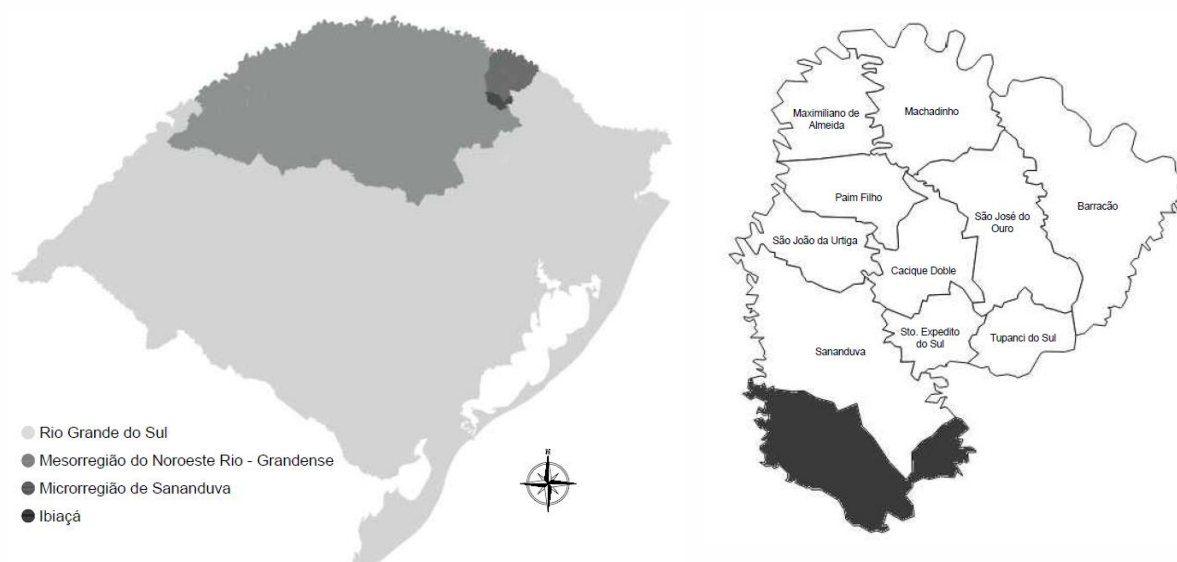 Rio Grande do Sul
Mesorregião do Noroeste Rio - Grandense
Microrregião de Sananduva
Ibiaçá
N
Maximiliano de
Almeida
Machadinho
Paim Filho
São José do
Ouro
Barracão
São João da Urtiga
Cacique Doble
Sto. Expedito
do Sul
Tupanci do Sul
Sananduva